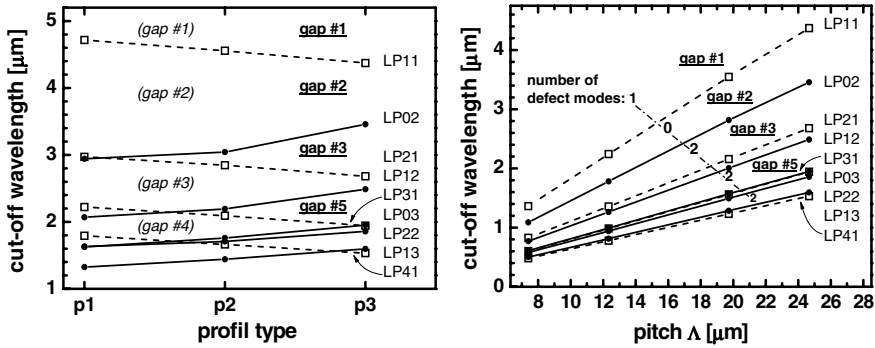 cut-off wavelength [µm]
5
4
3
2
1
p1
p2
p3
profil type
(gap #1)
gap #1
(gap #2)
gap #2
(gap #3)
gap #3
(gap #4)
gap #5
LP11
LP02
LP21
LP12
LP31
LP03
LP22
LP13
LP41
cut-off wavelength [µm]
4
3
2
1
0
8 10 12 14 16 18 20 22 24 26 28
pitch Λ [µm]
number of
defect modes: 1
0
2
2
2
gap #1
gap #2
gap #3
gap #5
LP11
LP02
LP21
LP12
LP31
LP03
LP22
LP13
LP41